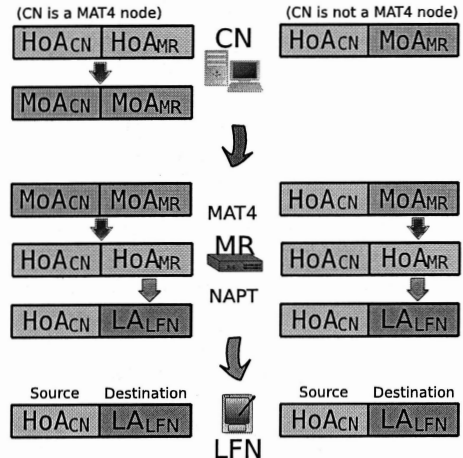 (CN is a MAT4 node)
(CN is not a MAT4 node)
HoACN HoAMR
CN
HoACN MoAMR
MoACN MoAMR
MoACN MoAMR
MAT4
HoACN MoAMR
HoACN HoAMR
MR
HoACN HoAMR
NAPT
HoACN LALFN
HoACN LALFN
Source Destination
Source Destination
HoACN LALFN
HoACN LALFN
LFN